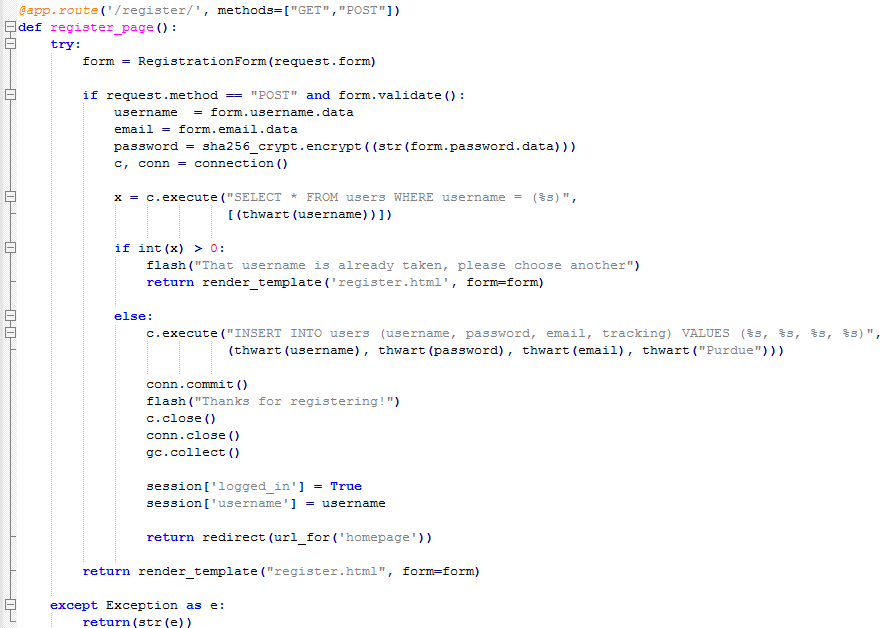 @app.route('/register/', methods=["GET","POST"])
def register_page():
    try:
        form = RegistrationForm(request.form)

        if request.method == "POST" and form.validate():
            username  = form.username.data
            email = form.email.data
            password = sha256_crypt.encrypt((str(form.password.data)))
            c, conn = connection()

            x = c.execute("SELECT * FROM users WHERE username = (%s)",
                          [(thwart(username))])

            if int(x) > 0:
                flash("That username is already taken, please choose another")
                return render_template('register.html', form=form)

            else:
                c.execute("INSERT INTO users (username, password, email, tracking) VALUES (%s, %s, %s, %s)",
                          (thwart(username), thwart(password), thwart(email), thwart("Purdue")))

                conn.commit()
                flash("Thanks for registering!")
                c.close()
                conn.close()
                gc.collect()

                session['logged_in'] = True
                session['username'] = username

                return redirect(url_for('homepage'))

        return render_template("register.html", form=form)

    except Exception as e:
        return(str(e))